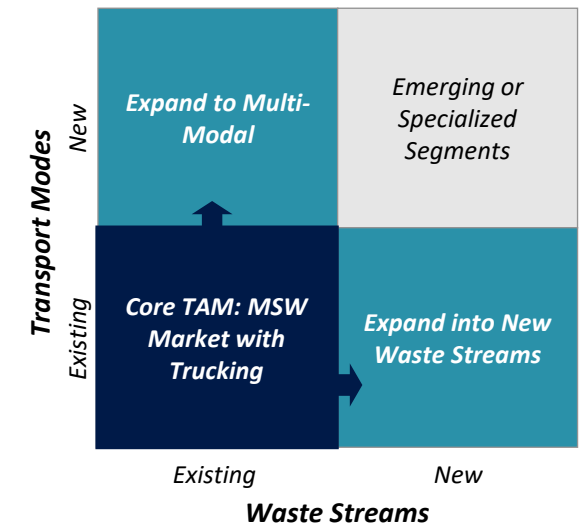 Transport Modes
New
Expand to Multi-
Modal
Emerging or
Specialized
Segments
Existing
Core TAM: MSW
Market with
Trucking
Expand into New
Waste Streams
Existing
New
Waste Streams